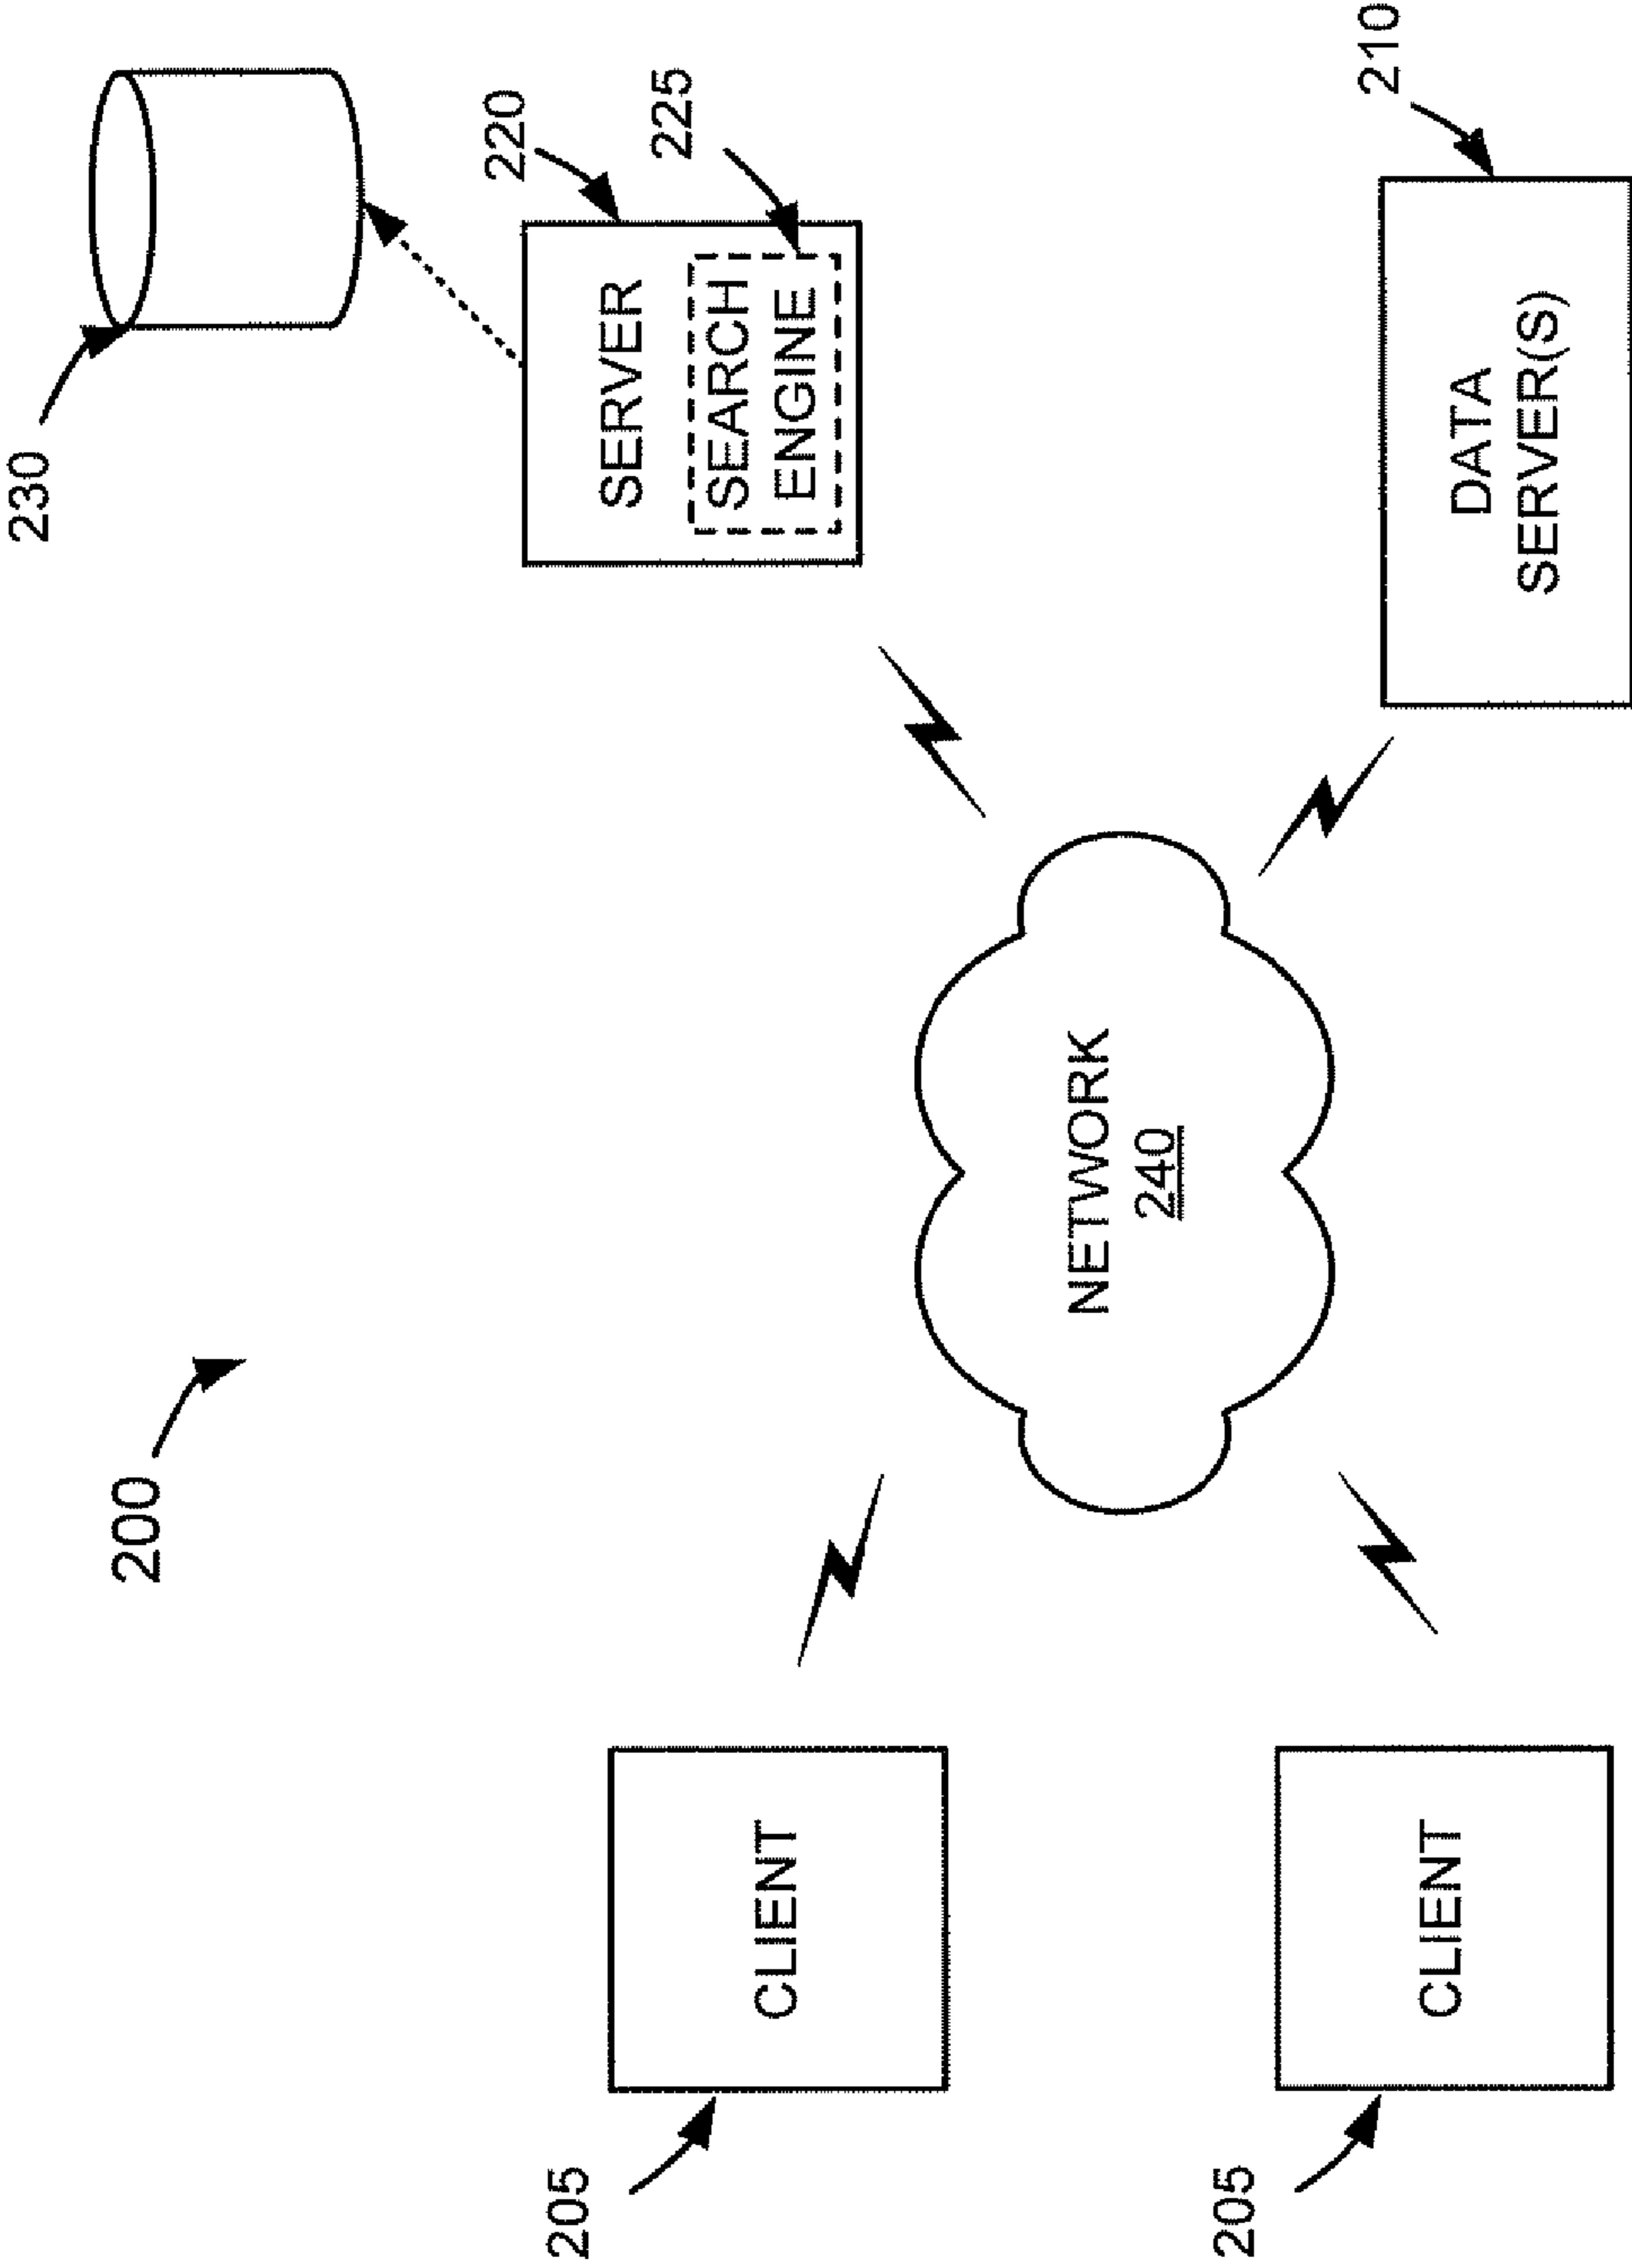 200
230
220
SERVER
225
SEARCH
ENGINE
205
CLIENT
NETWORK
240
210
DATA
SERVER(S)
205
CLIENT